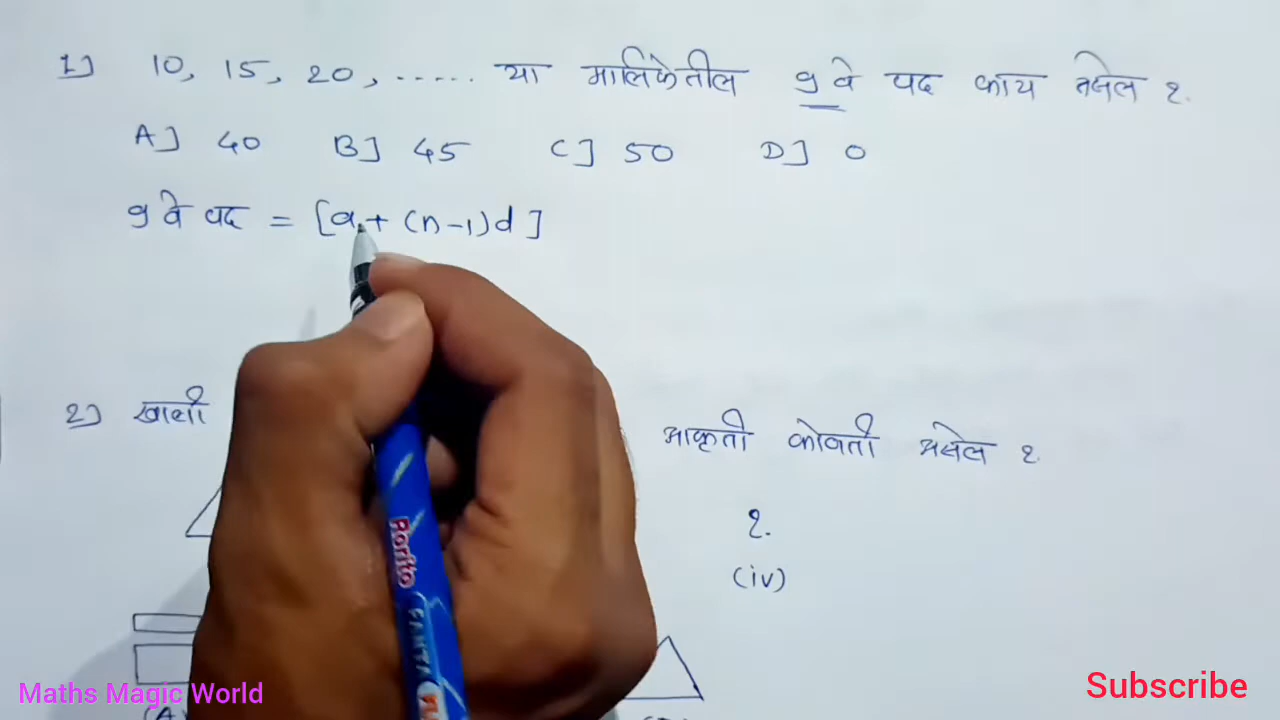 1] 10, 15, 20, ...... या मालिकेतील 9 वे पद काय असेल ?.
A] 40 B] 45 C] 50 D] 0
9 वे पद = [a + (n-1)d]
2] खाली
आकृती कोणती असेल ?.
?.
(iv)
Porito
Maths Magic World
Subscribe